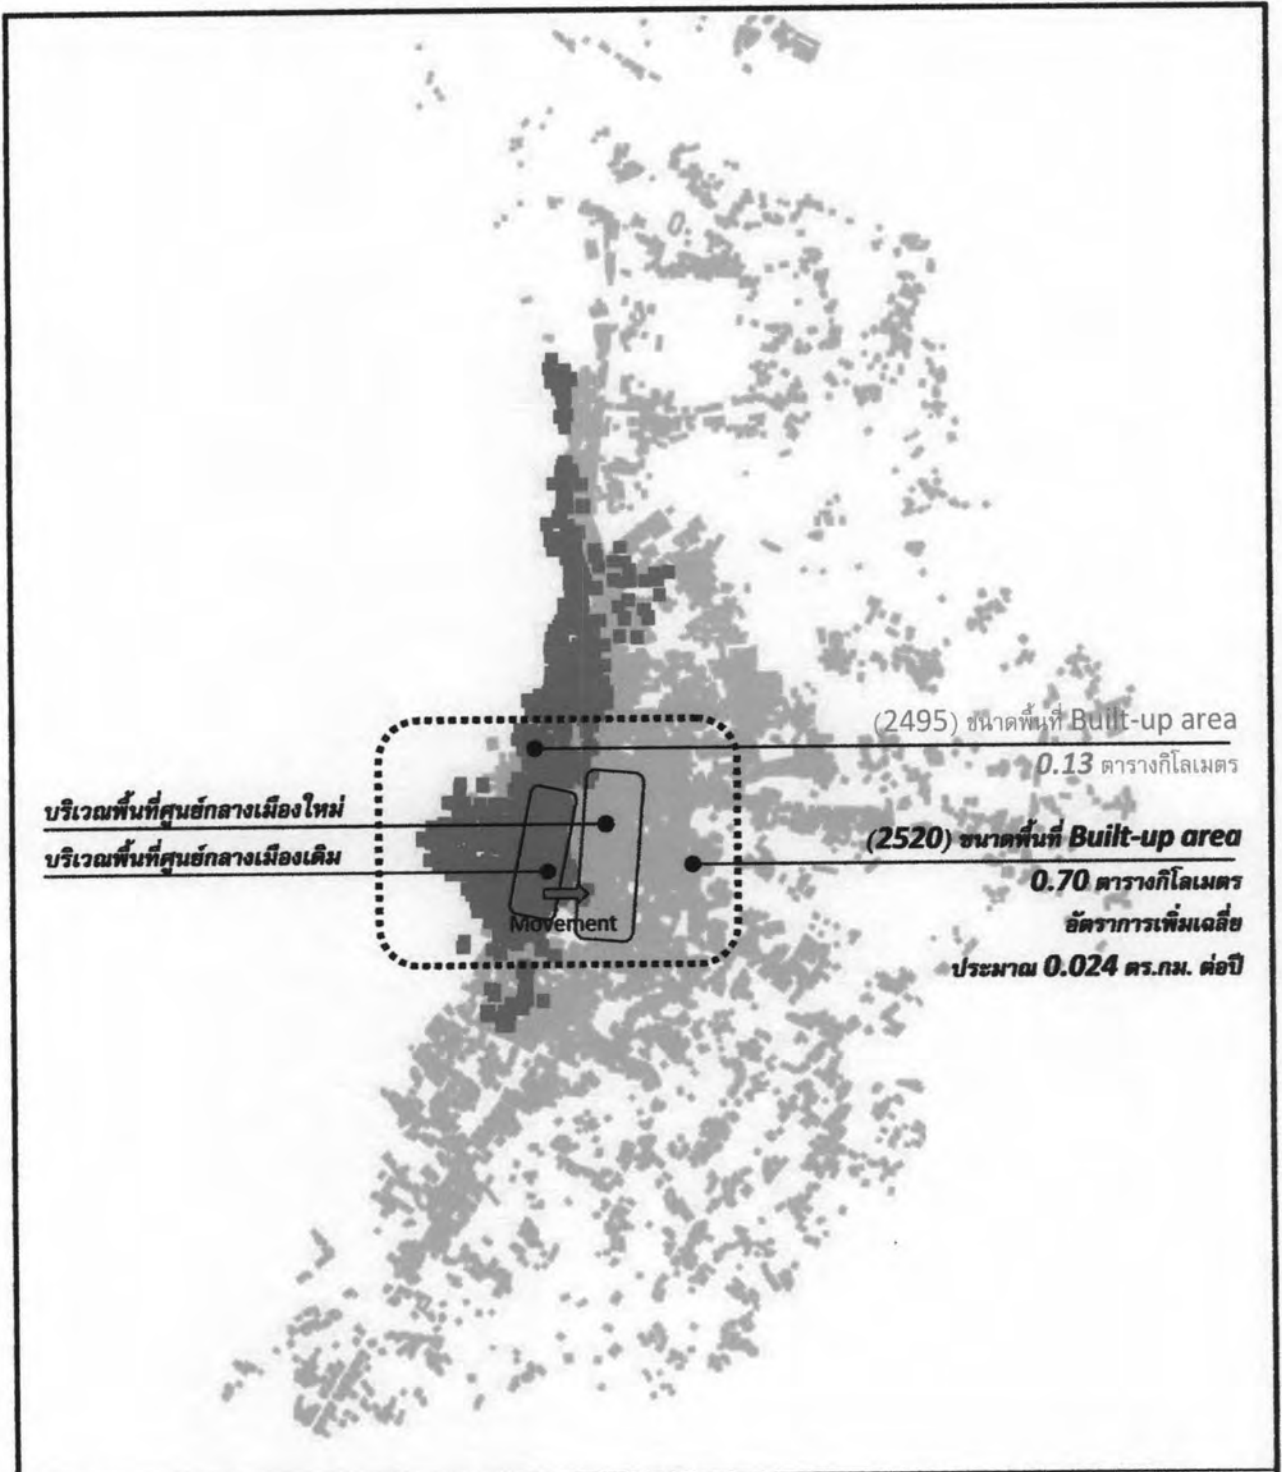 0.
(2495) ขนาดพื้นที่ Built-up area
0.13 ตารางกิโลเมตร
บริเวณพื้นที่ศูนย์กลางเมืองใหม่
บริเวณพื้นที่ศูนย์กลางเมืองเดิม
(2520) ขนาดพื้นที่ Built-up area
0.70 ตารางกิโลเมตร
อัตราการเพิ่มเฉลี่ย
ประมาณ 0.024 ตร.กม. ต่อปี
Movement